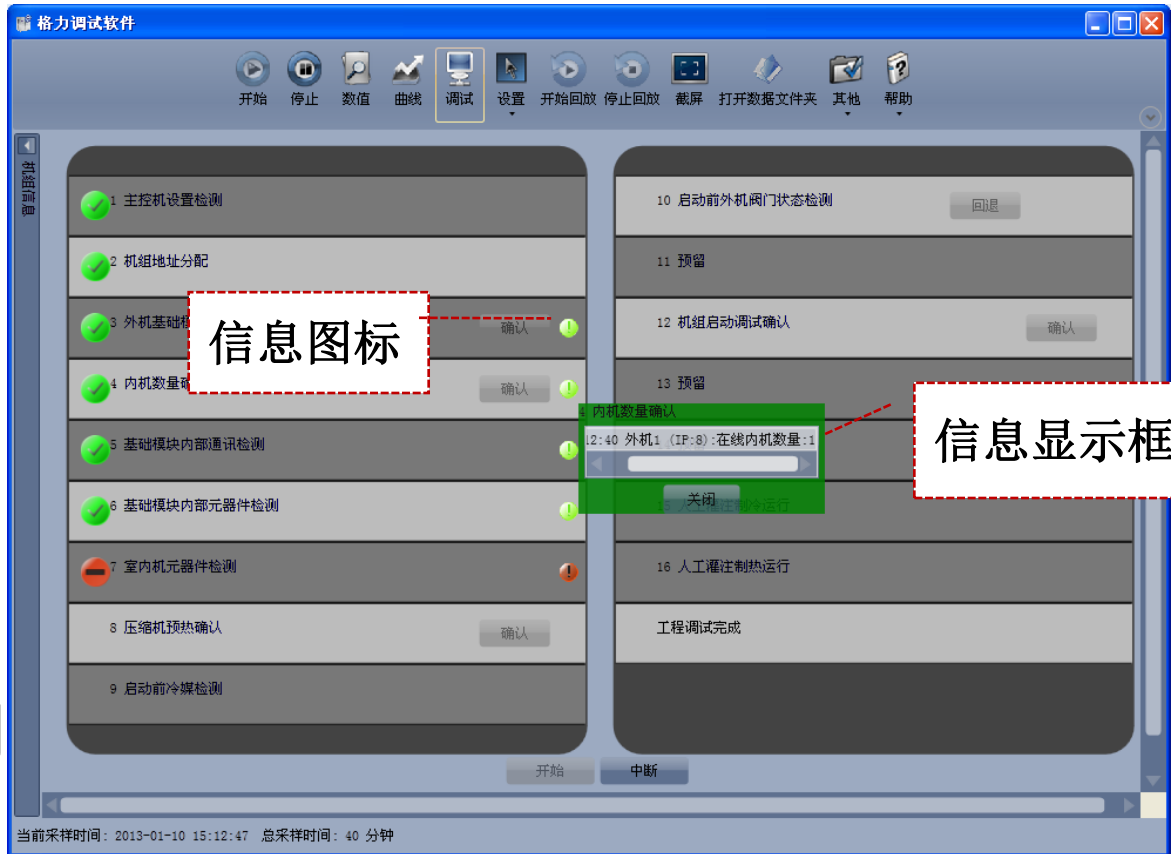 格力调试软件
开始 停止 数值 曲线 调试 设置 开始回放 停止回放 截屏 打开数据文件夹 其他 帮助
机组信息
1 主控机设置检测
2 机组地址分配
3 外机基础模
确认
信息图标
4 内机数量确
确认
5 基础模块内部通讯检测
6 基础模块内部元器件检测
7 室内机元器件检测
8 压缩机预热确认
确认
9 启动前冷媒检测
10 启动前外机阀门状态检测
回退
11 预留
12 机组启动调试确认
确认
13 预留
4 内机数量确认
12:40 外机1 (IP:8):在线内机数量:1
关闭
信息显示框
15 人工灌注制冷运行
16 人工灌注制热运行
工程调试完成
开始 中断
当前采样时间: 2013-01-10 15:12:47 总采样时间: 40 分钟